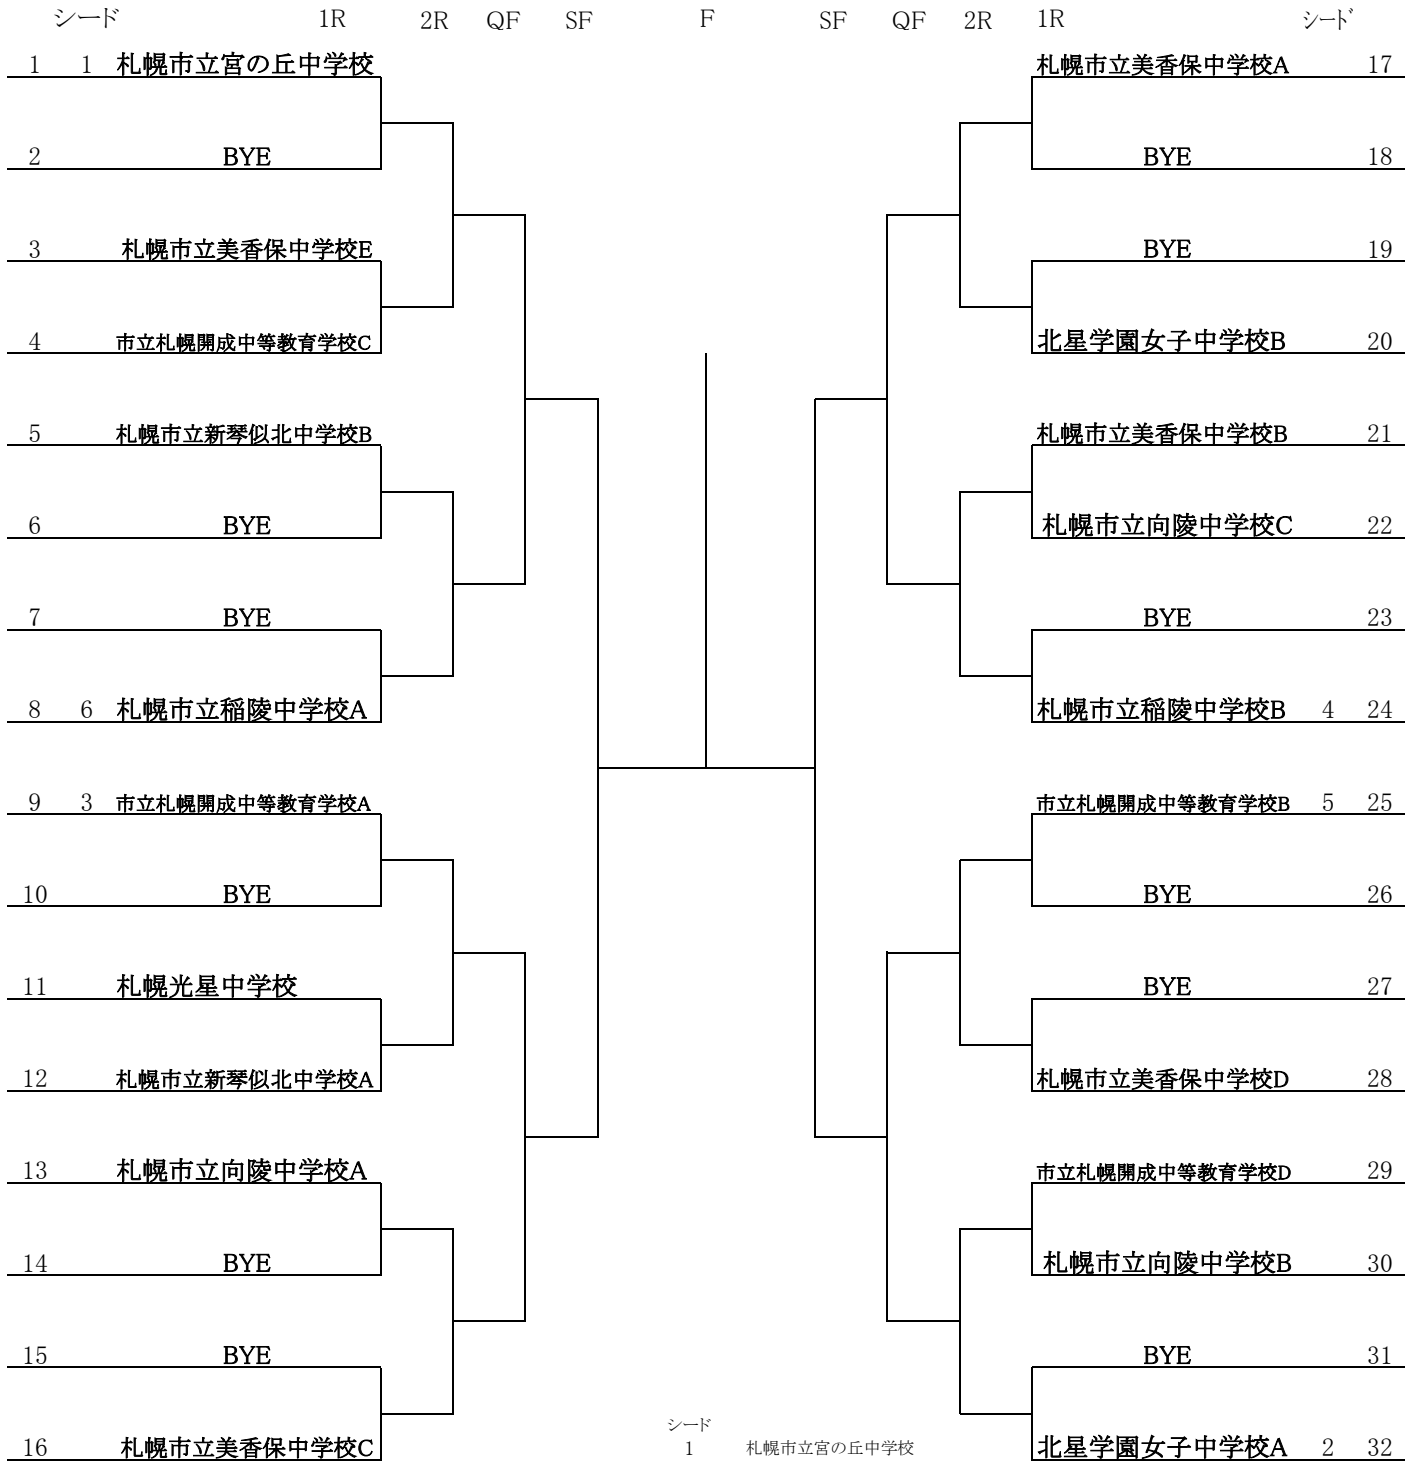 シード 1R 2R QF SF F SF QF 2R 1R シード
1 1 札幌市立宮の丘中学校 札幌市立美香保中学校A 17
2 BYE BYE 18
3 札幌市立美香保中学校E BYE 19
4 市立札幌開成中等教育学校C 北星学園女子中学校B 20
5 札幌市立新琴似北中学校B 札幌市立美香保中学校B 21
6 BYE 札幌市立向陵中学校C 22
7 BYE BYE 23
8 6 札幌市立稲陵中学校A 札幌市立稲陵中学校B 4 24
9 3 市立札幌開成中等教育学校A 市立札幌開成中等教育学校B 5 25
10 BYE BYE 26
11 札幌光星中学校 BYE 27
12 札幌市立新琴似北中学校A 札幌市立美香保中学校D 28
13 札幌市立向陵中学校A 市立札幌開成中等教育学校D 29
14 BYE 札幌市立向陵中学校B 30
15 BYE BYE 31
シード
16 札幌市立美香保中学校C 1 札幌市立宮の丘中学校 北星学園女子中学校A 2 32